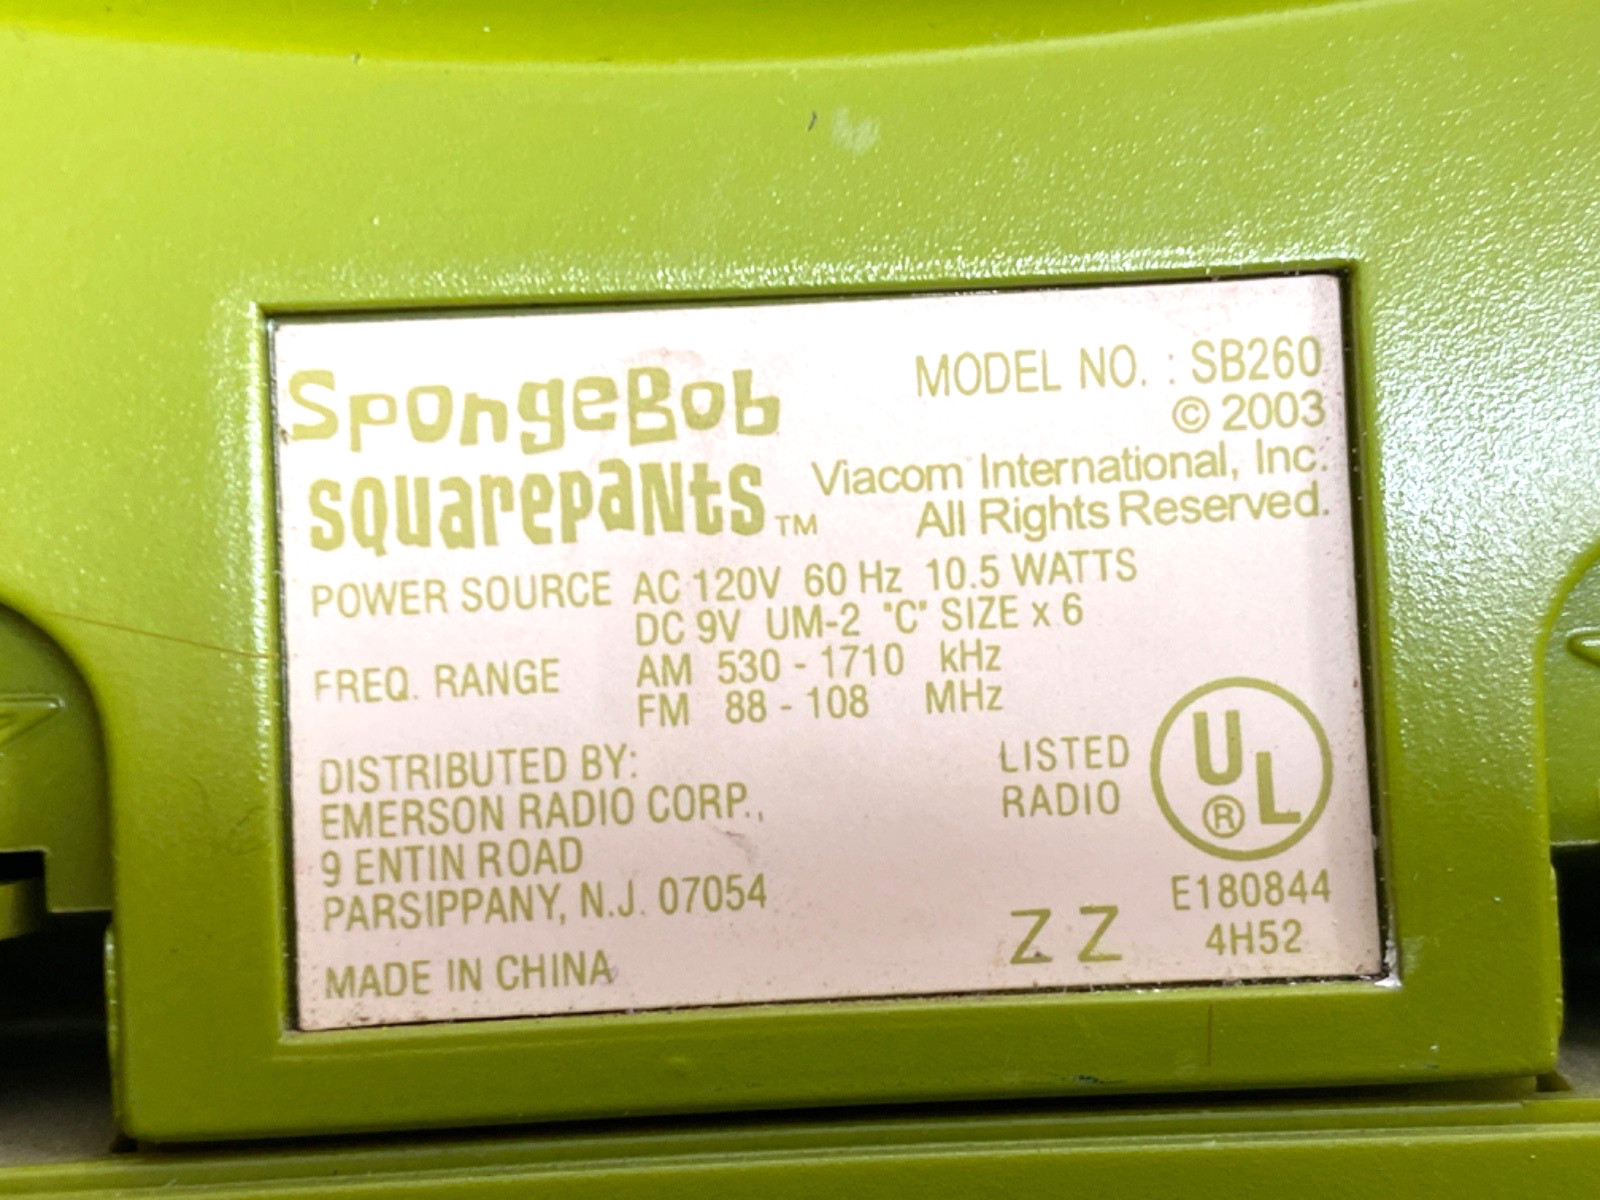 SpongeBob
squarepants™
MODEL NO. : SB260
© 2003
Viacom International, Inc.
All Rights Reserved.
POWER SOURCE AC 120V 60 Hz 10.5 WATTS
DC 9V UM-2 "C" SIZE x 6
FREQ. RANGE AM 530 - 1710 kHz
FM 88 - 108 MHz
DISTRIBUTED BY:
EMERSON RADIO CORP.,
9 ENTIN ROAD
PARSIPPANY, N.J. 07054
MADE IN CHINA
LISTED
RADIO
UL
®
E180844
4H52
Z Z